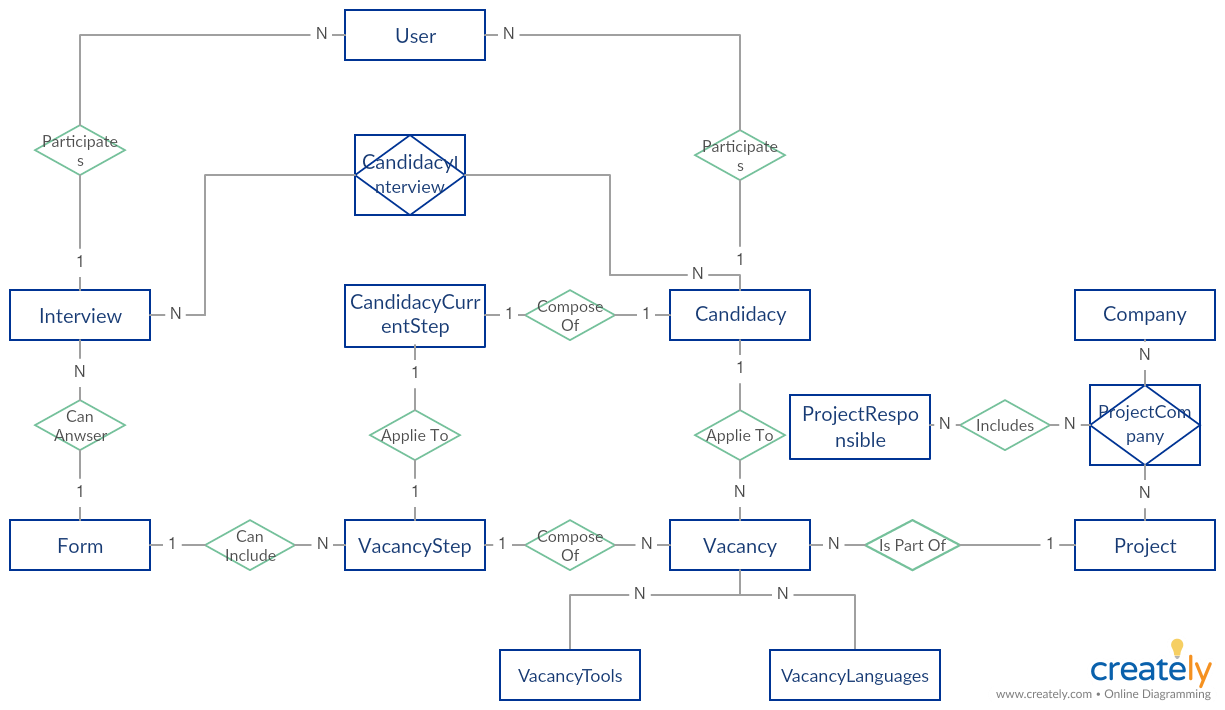 N
User
N
Participate
s
CandidacyI
nterview
Participate
s
1
1
N
N
Interview
CandidacyCurr
entStep
1
Compose
Of
1
Candidacy
Company
N
1
1
N
Can
Anwser
Applie To
Applie To
ProjectRespo
nsible
N
Includes
N
ProjectCom
pany
1
1
N
N
Form
1
Can
Include
N
VacancyStep
1
Compose
Of
N
Vacancy
N
Is Part Of
1
Project
N
N
VacancyTools
VacancyLanguages
creately
www.creately.com • Online Diagramming